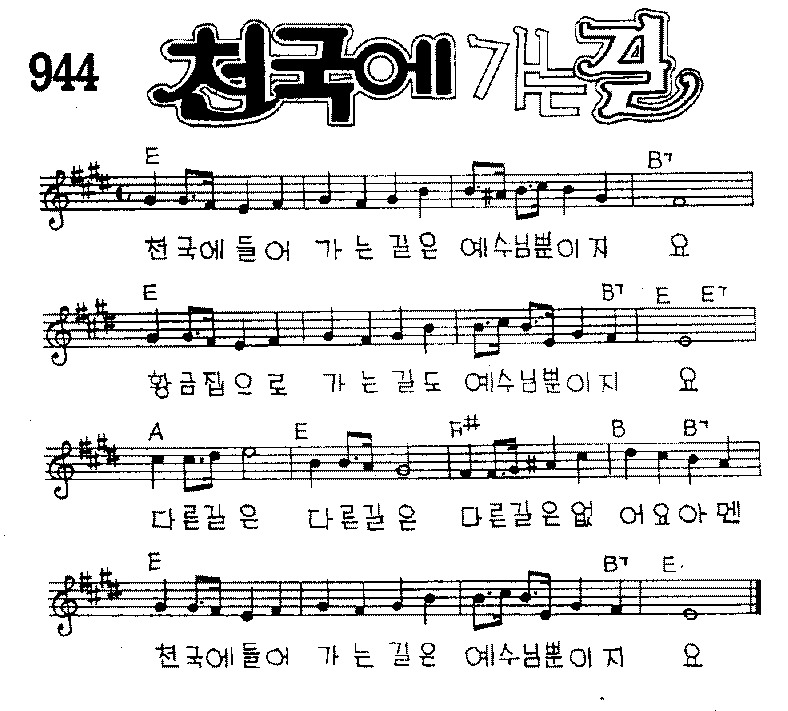 944 천국에 가는 길
E B7
천국에들어 가는길은 예수님뿐이지 요
E B7 E E7
황금집으로 가는길도 예수님뿐이지 요
A E F# B B7
다른길은 다른길은 다른길은없 어요아멘
E B7 E
천국에들어 가는길은 예수님뿐이지 요